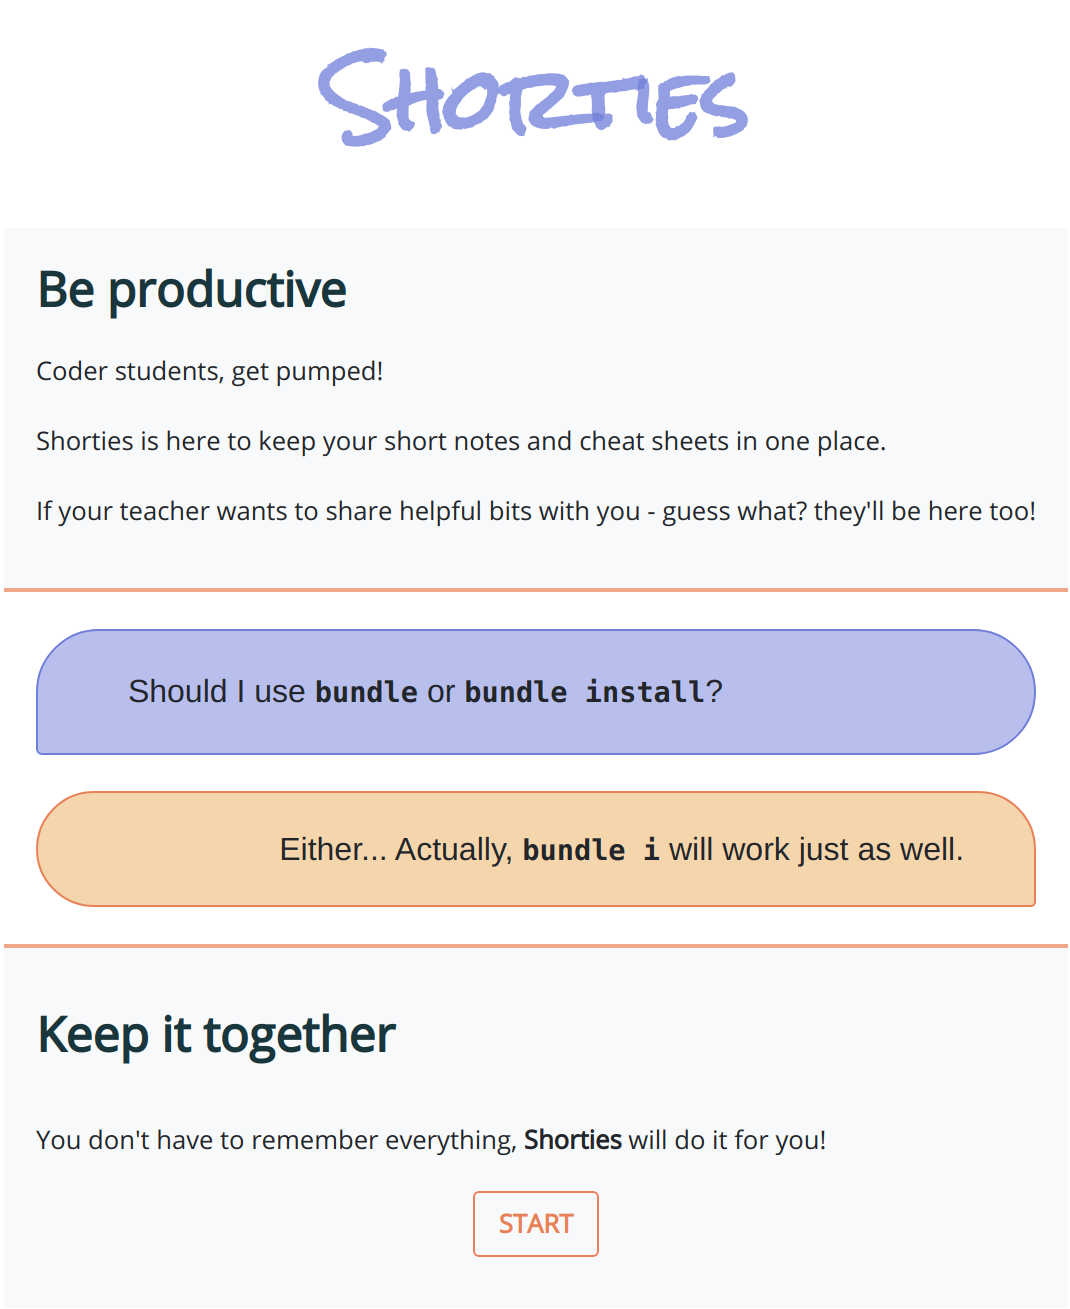 Shorties
Be productive
Coder students, get pumped!
Shorties is here to keep your short notes and cheat sheets in one place.
If your teacher wants to share helpful bits with you - guess what? they'll be here too!
Should I use bundle or bundle install?
Either... Actually, bundle i will work just as well.
Keep it together
You don't have to remember everything, Shorties will do it for you!
START